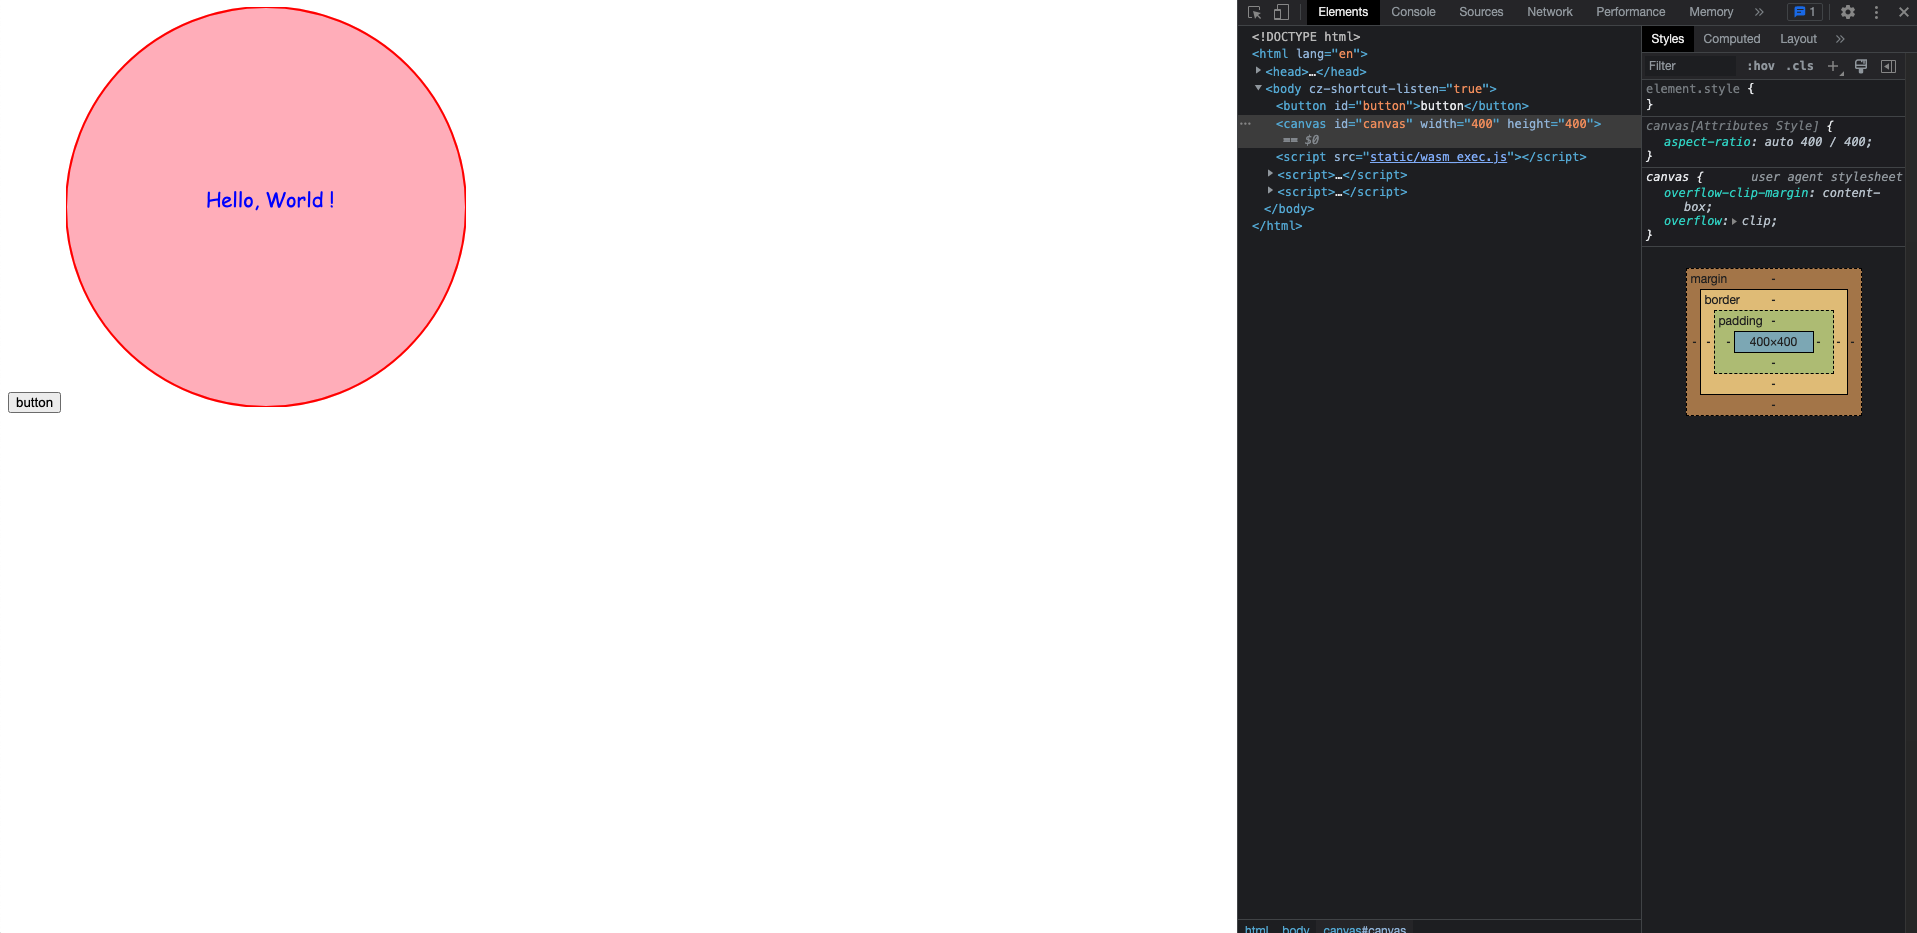 Hello, World !
button
Elements Console Sources Network Performance Memory » 1
<!DOCTYPE html>
<html lang="en">
<head>…</head>
<body cz-shortcut-listen="true">
<button id="button">button</button>
<canvas id="canvas" width="400" height="400">
== $0
<script src="static/wasm_exec.js"></script>
<script>…</script>
<script>…</script>
</body>
</html>
html body canvas#canvas
Styles Computed Layout »
Filter :hov .cls +
element.style {
}
canvas[Attributes Style] {
aspect-ratio: auto 400 / 400;
}
canvas { user agent stylesheet
overflow-clip-margin: content-
box;
overflow: clip;
}
margin -
border -
padding -
- - - 400×400 - - -
-
-
-